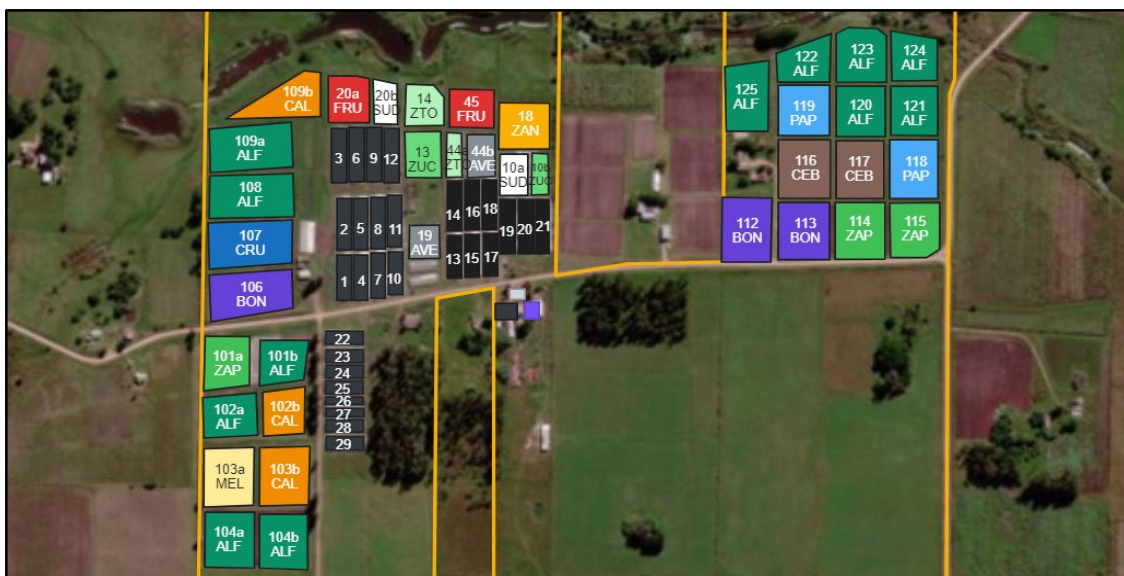 109b
CAL
20a
FRU
20b
SUD
14
ZTO
45
FRU
18
ZAN
109a
ALF
3 6 9 12
13
ZUC
44a
ZTO
44b
AVE
10a
SUD
10b
ZUC
108
ALF
107
CRU
2 5 8 11
19
AVE
14 16 18
13 15 17
19 20 21
106
BON
1 4 7 10
101a
ZAP
101b
ALF
102a
ALF
102b
CAL
103a
MEL
103b
CAL
104a
ALF
104b
ALF
22
23
24
25
26
27
28
29
125
ALF
122
ALF
123
ALF
124
ALF
119
PAP
120
ALF
121
ALF
116
CEB
117
CEB
118
PAP
112
BON
113
BON
114
ZAP
115
ZAP